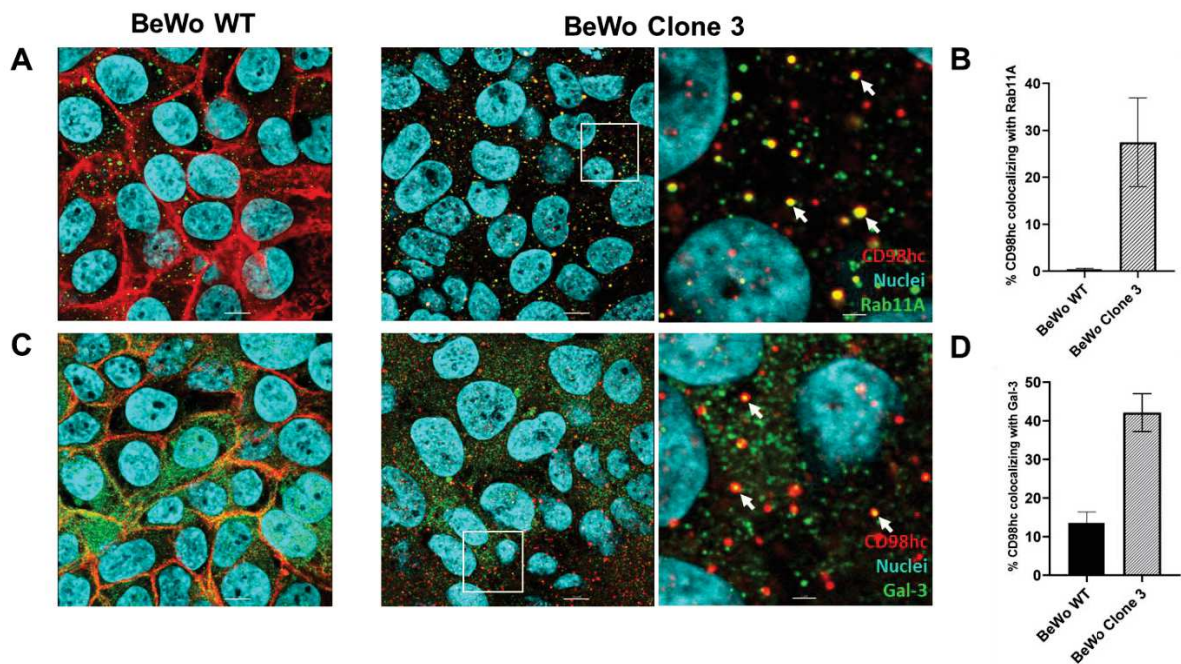 BeWo WT
BeWo Clone 3
A
CD98hc
Nuclei
Rab11A
B
% CD98hc colocalizing with Rab11A
40
30
20
10
0
BeWo WT
BeWo Clone 3
C
CD98hc
Nuclei
Gal-3
D
% CD98hc colocalizing with Gal-3
50
40
30
20
10
0
BeWo WT
BeWo Clone 3